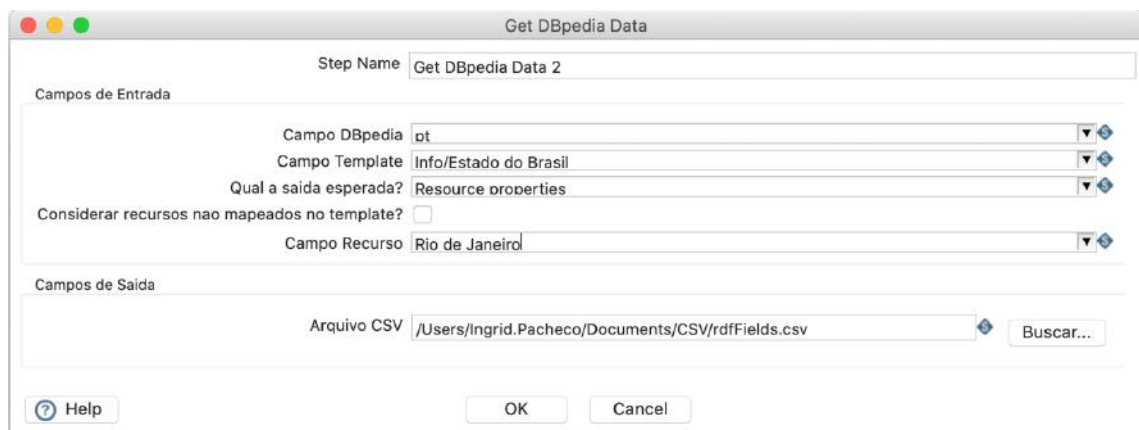 Get DBpedia Data
Step Name Get DBpedia Data 2
Campos de Entrada
Campo DBpedia pt
Campo Template Info/Estado do Brasil
Qual a saida esperada? Resource properties
Considerar recursos nao mapeados no template?
Campo Recurso Rio de Janeiro
Campos de Saida
Arquivo CSV /Users/Ingrid.Pacheco/Documents/CSV/rdfFields.csv Buscar...
Help OK Cancel